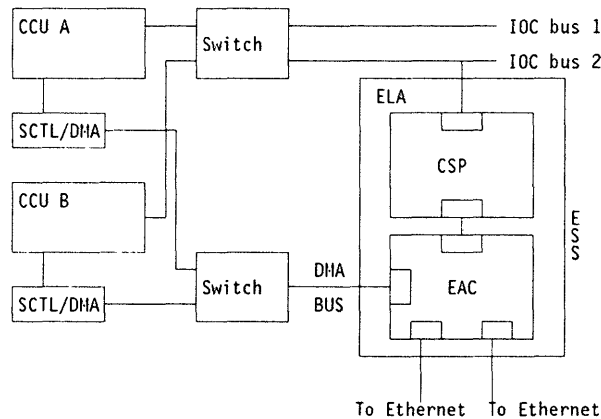 CCU A
Switch
IOC bus 1
IOC bus 2
ELA
SCTL/DMA
CSP
CCU B
ESS
Switch
DMA
BUS
EAC
SCTL/DMA
To Ethernet To Ethernet